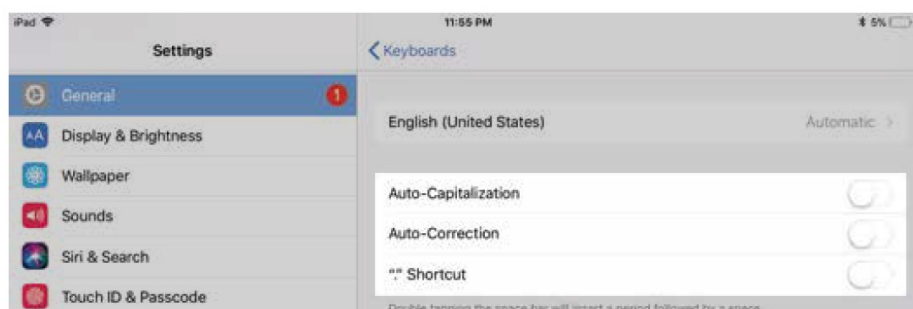 iPad 11:55 PM 5%
Settings
Keyboards
General 1
English (United States) Automatic
Display & Brightness
Wallpaper
Auto-Capitalization
Sounds
Auto-Correction
Siri & Search
"." Shortcut
Touch ID & Passcode
Double tapping the space bar will insert a period followed by a space.